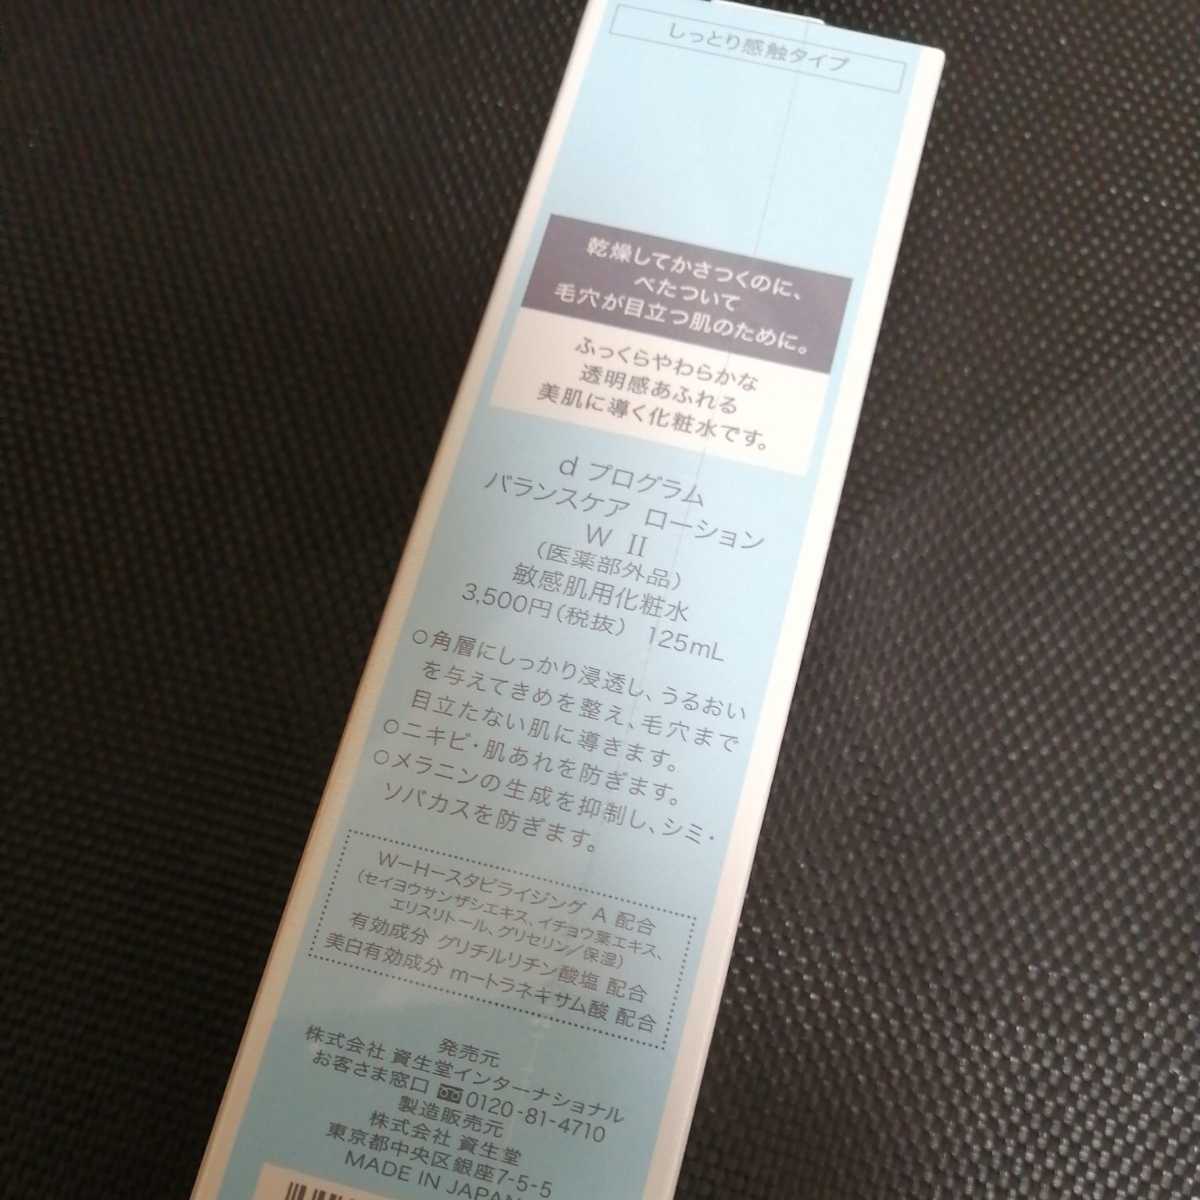 しっとり感触タイプ
乾燥してかさつくのに、
べたついて
毛穴が目立つ肌のために。
ふっくらやわらかな
透明感あふれる
美肌に導く化粧水です。
d プログラム
バランスケア ローション
W II
(医薬部外品)
敏感肌用化粧水
3,500円(税抜) 125mL
○角層にしっかり浸透し、うるおい
を与えてきめを整え、毛穴まで
目立たない肌に導きます。
○ニキビ・肌あれを防ぎます。
○メラニンの生成を抑制し、シミ・
ソバカスを防ぎます。
W-H-スタビライジング A 配合
(セイヨウサンザシエキス、イチョウ葉エキス、
エリスリトール、グリセリン/保湿)
有効成分 グリチルリチン酸塩 配合
美白有効成分 m-トラネキサム酸 配合
発売元
株式会社 資生堂インターナショナル
お客さま窓口 0120-81-4710
製造販売元
株式会社 資生堂
東京都中央区銀座7-5-5
MADE IN JAPAN